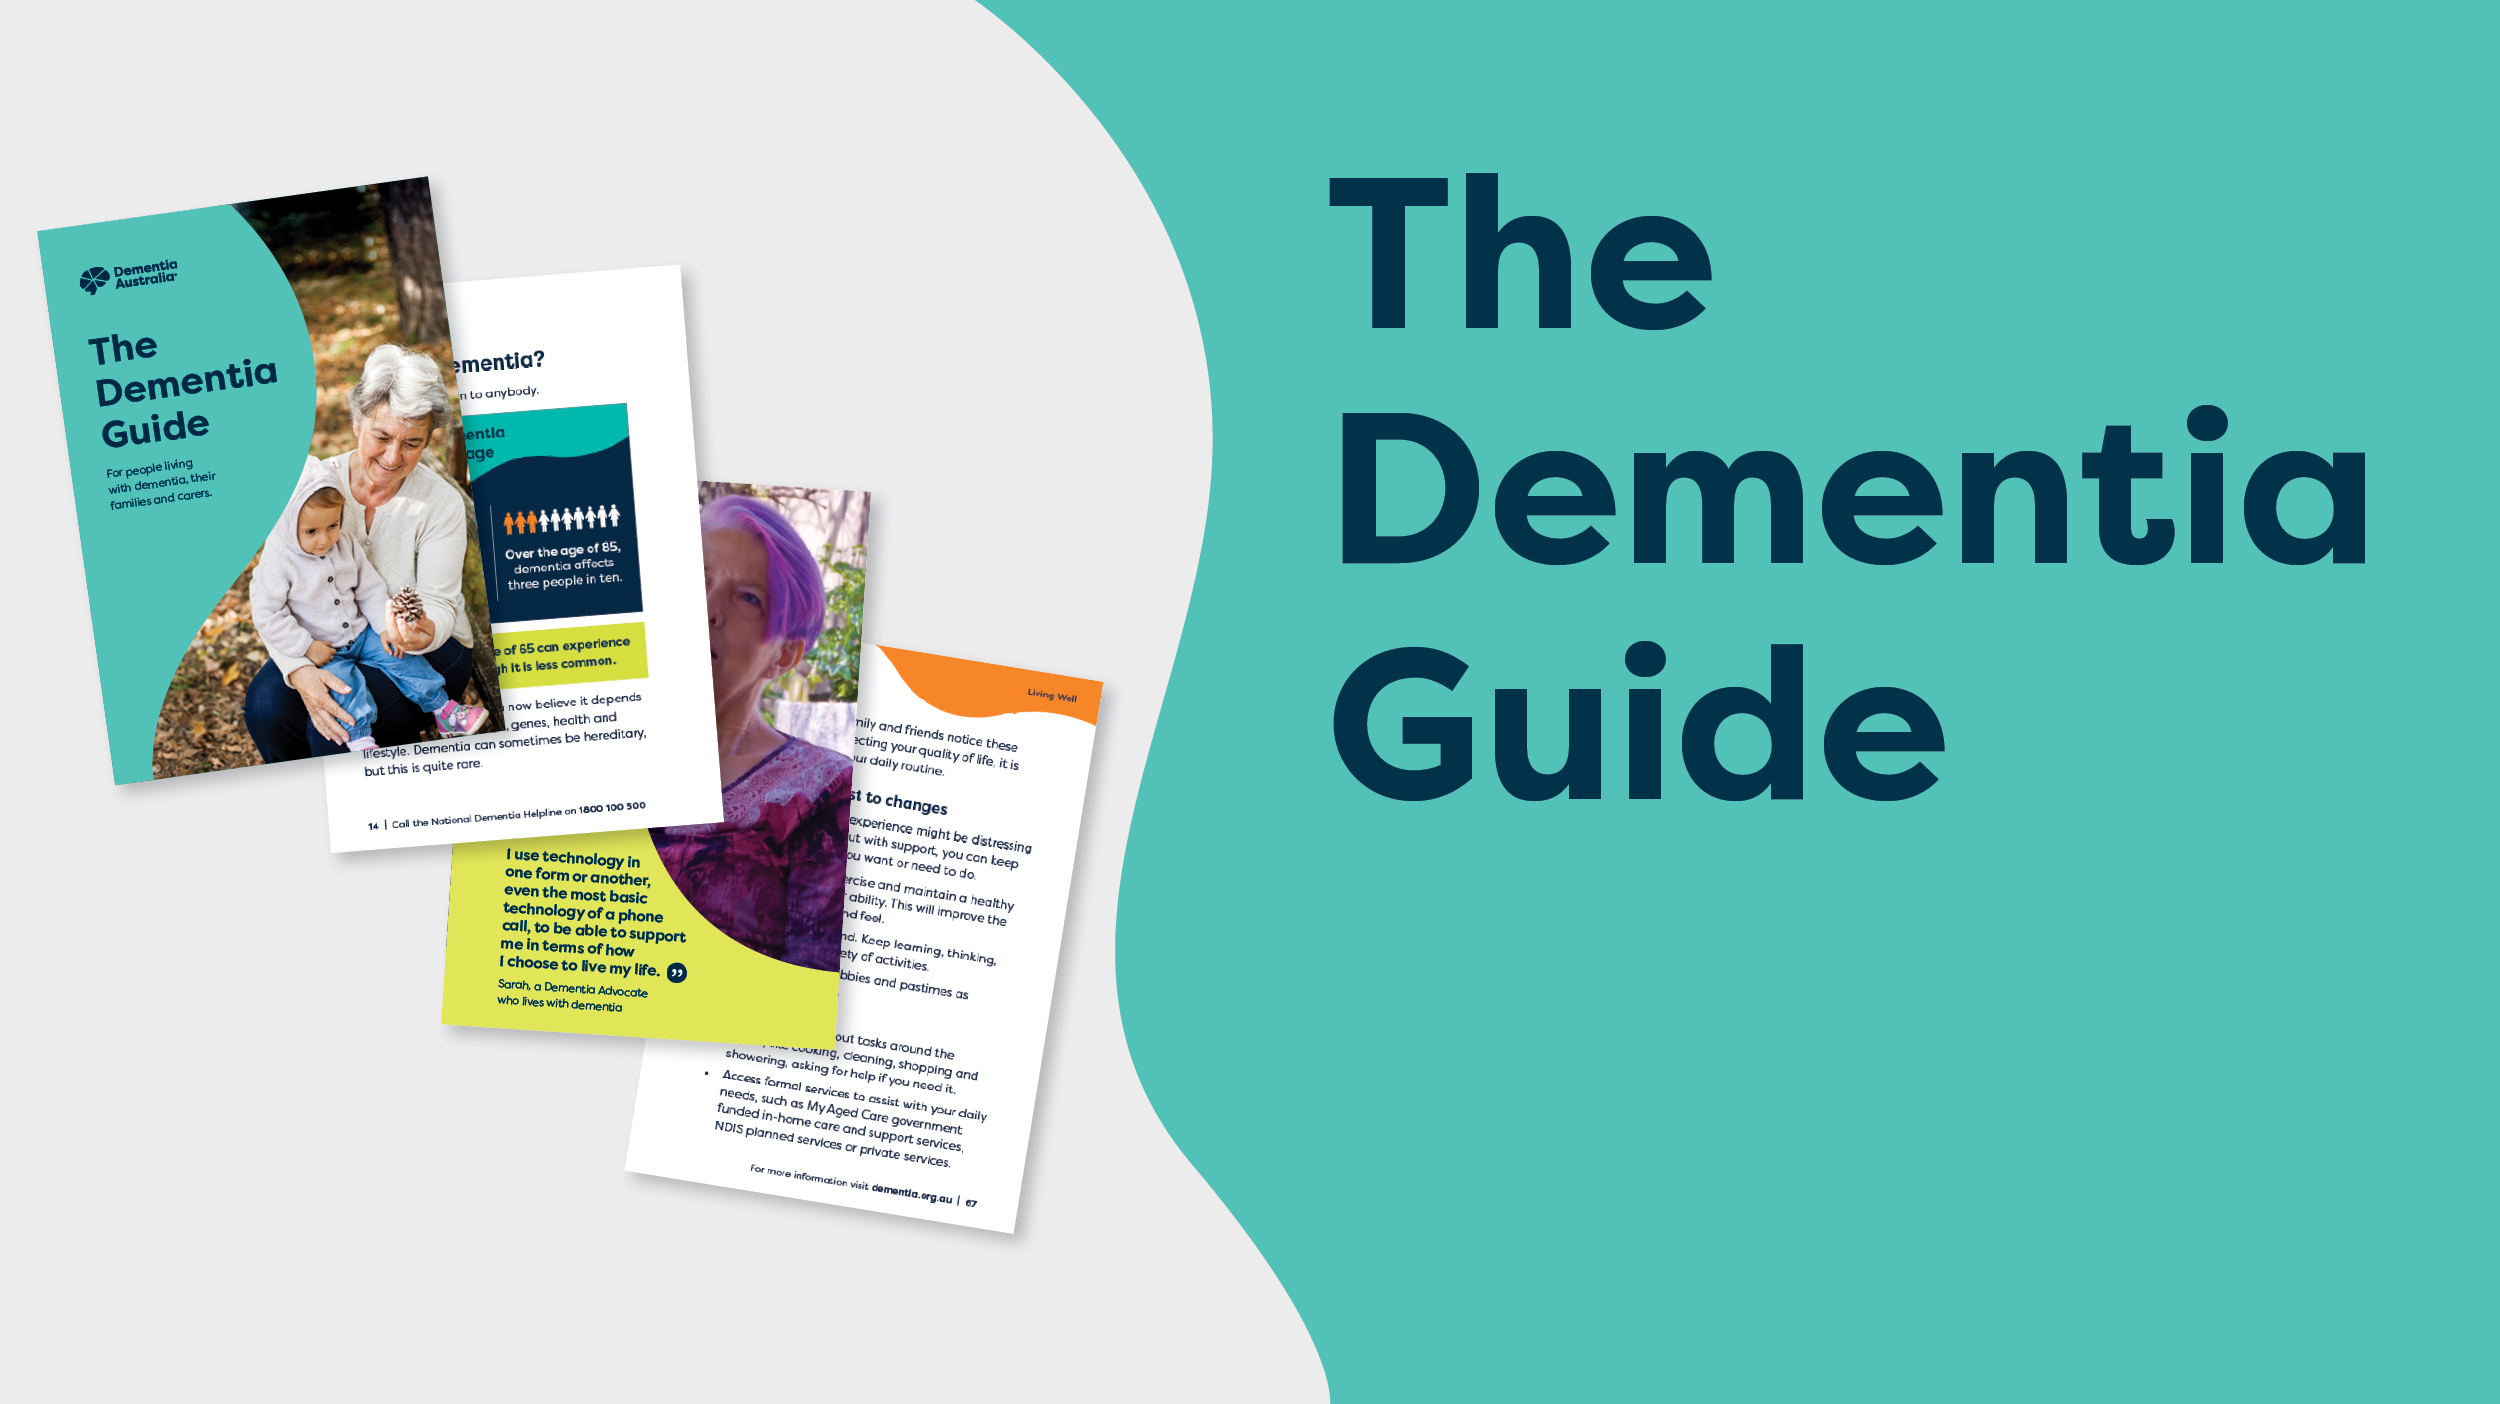 Dementia
Australia
The
Dementia
Guide
For people living
with dementia, their
families and carers.
ementia?
n to anybody.
entia
age
Over the age of 85,
dementia affects
three people in ten.
e of 65 can experience
gh it is less common.
now believe it depends
, genes, health and
lifestyle. Dementia can sometimes be hereditary,
but this is quite rare.
14 | Call the National Dementia Helpline on 1800 100 500
I use technology in
one form or another,
even the most basic
technology of a phone
call, to be able to support
me in terms of how
I choose to live my life. ”
Sarah, a Dementia Advocate
who lives with dementia
Living Well
mily and friends notice these
ecting your quality of life, it is
ur daily routine.
st to changes
experience might be distressing
ut with support, you can keep
ou want or need to do.
ercise and maintain a healthy
ability. This will improve the
nd feel.
nd. Keep learning, thinking,
ety of activities.
bbies and pastimes as
out tasks around the
cooking, cleaning, shopping and
showering, asking for help if you need it.
• Access formal services to assist with your daily
needs, such as My Aged Care government
funded in-home care and support services,
NDIS planned services or private services.
For more information visit dementia.org.au | 67
The
Dementia
Guide